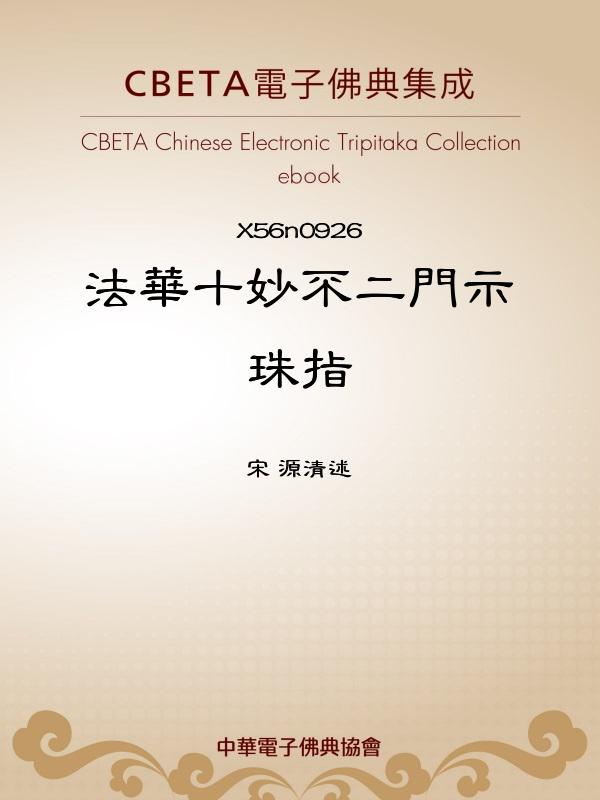 CBETA電子佛典集成
CBETA Chinese Electronic Tripitaka Collection
ebook
X56n0926
法華十妙不二門示
珠指
宋 源清述
中華電子佛典協會